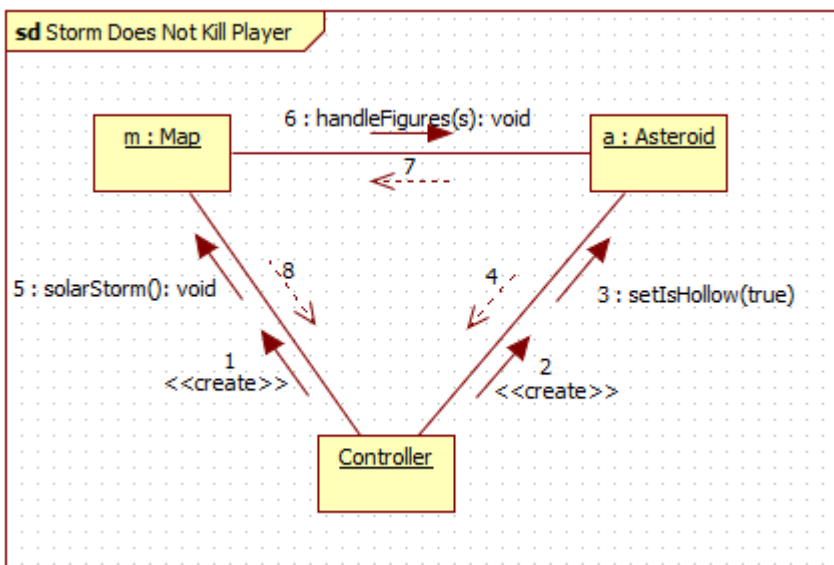 sd Storm Does Not Kill Player
6 : handleFigures(s): void
m : Map
a : Asteroid
7
8
4
5 : solarStorm(): void
3 : setIsHollow(true)
1
<<create>>
2
<<create>>
Controller